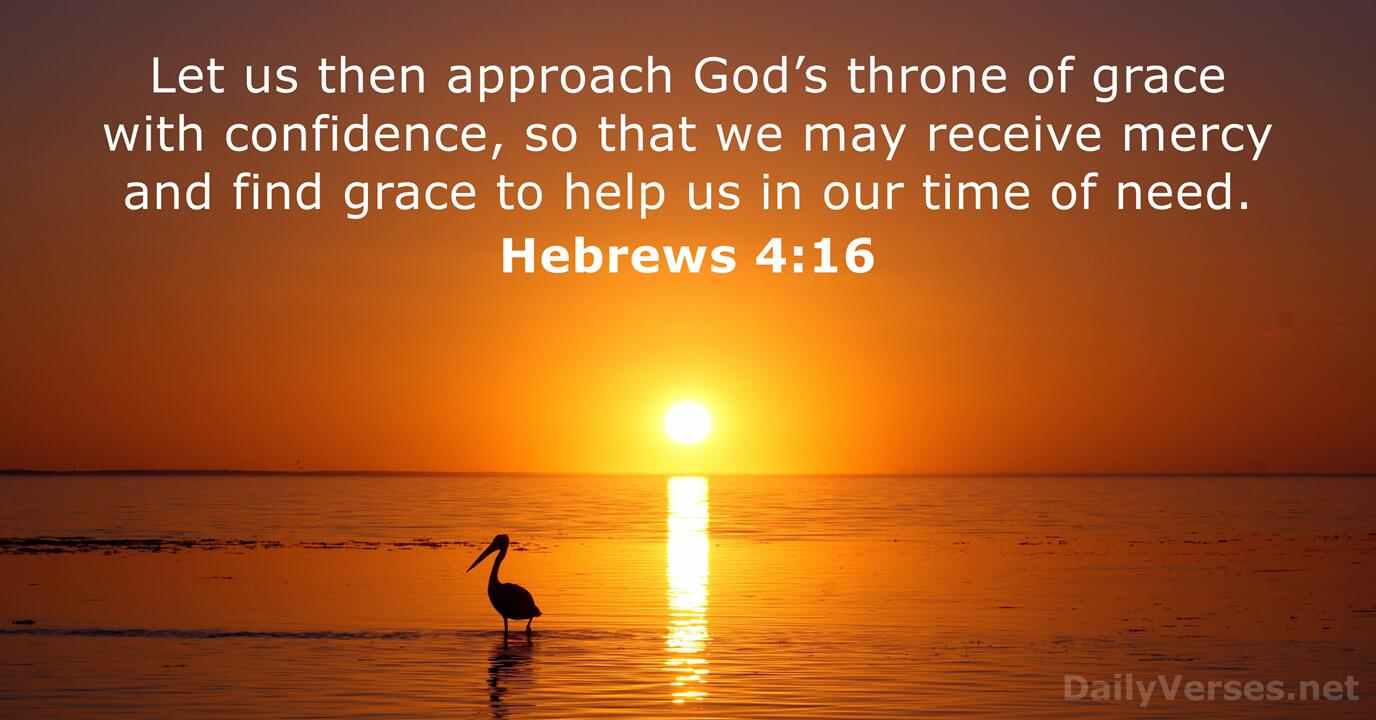 Let us then approach God’s throne of grace
with confidence, so that we may receive mercy
and find grace to help us in our time of need.
Hebrews 4:16
DailyVerses.net